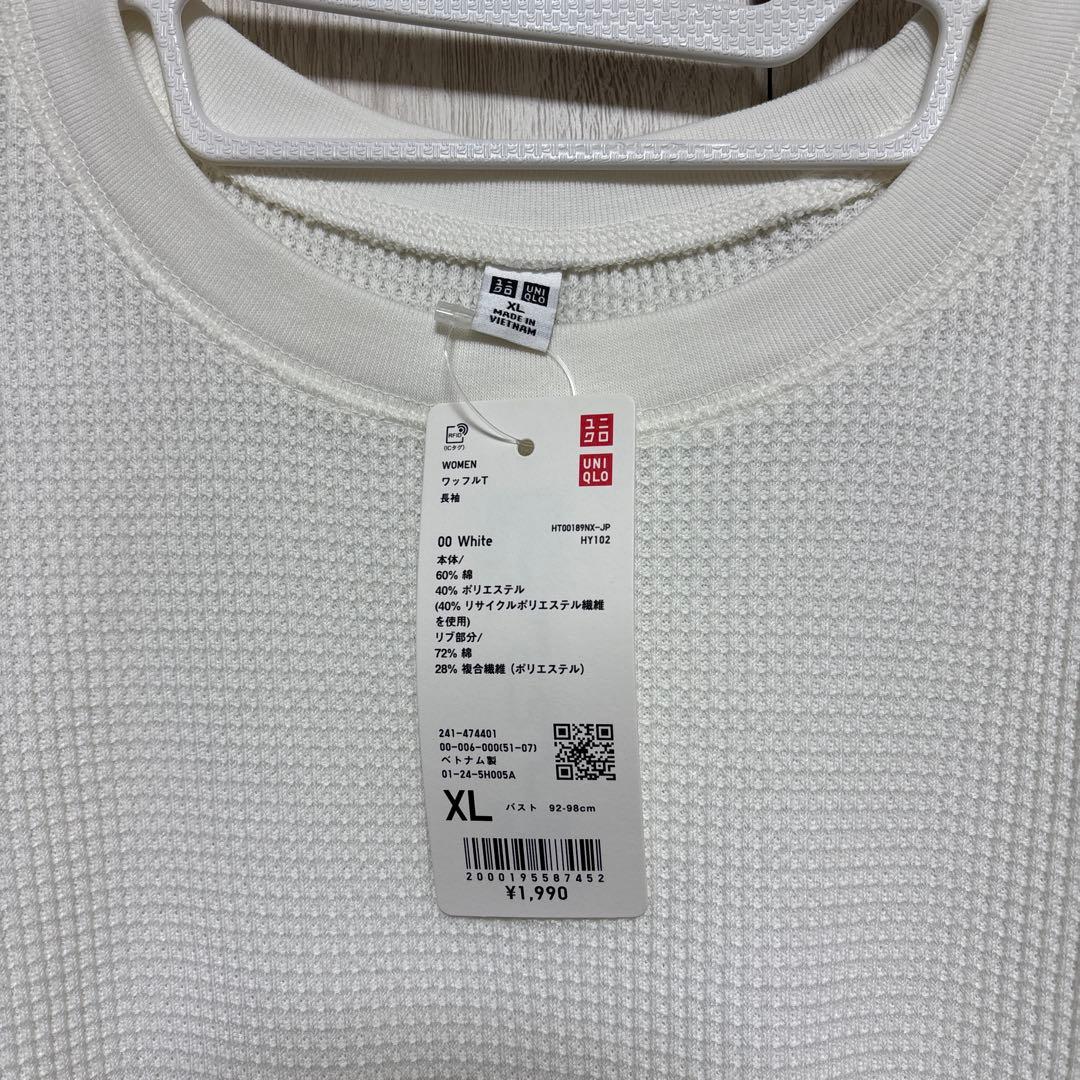 ユニクロ UNIQLO
XL
MADE IN
VIETNAM
RFID
(ICタグ)
ユニクロ
UNIQLO
WOMEN
ワッフルT
長袖
HT00189NX-JP
00 White HY102
本体/
60% 綿
40% ポリエステル
(40% リサイクルポリエステル繊維
を使用)
リブ部分/
72% 綿
28% 複合繊維 (ポリエステル)
241-474401
00-006-000(51-07)
ベトナム製
01-24-5H005A
XL バスト 92-98cm
2000195587452
¥1,990